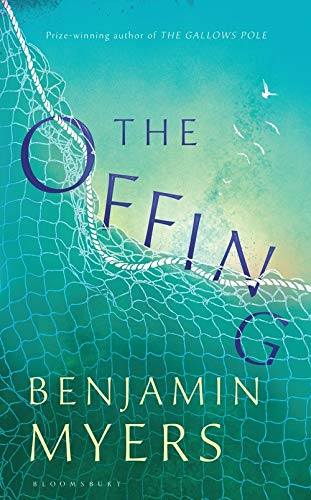 Prize-winning author of THE GALLOWS POLE
THE
OFFING
BENJAMIN
MYERS
BLOOMSBURY